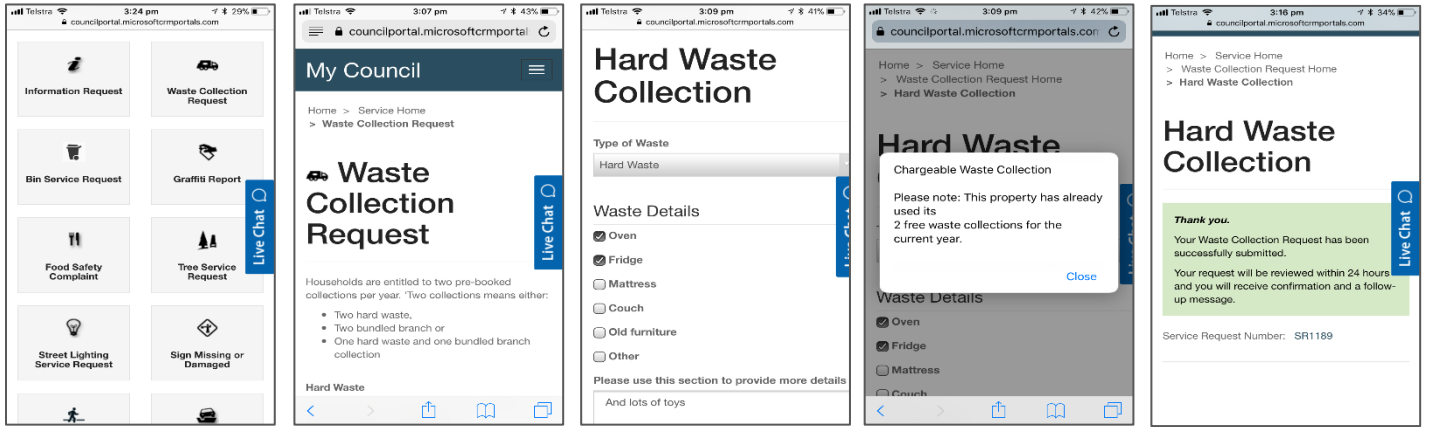 Telstra 3:24 pm 29%
councilportal.microsoftcrmportals.com
Information Request
Waste Collection
Request
Bin Service Request
Graffiti Report
Food Safety
Complaint
Tree Service
Request
Street Lighting
Service Request
Sign Missing or
Damaged
Live Chat
Telstra 3:07 pm 43%
councilportal.microsoftcrmportal
My Council
Home > Service Home
> Waste Collection Request
Waste
Collection
Request
Households are entitled to two pre-booked
collections per year. 'Two collections means either:
• Two hard waste,
• Two bundled branch or
• One hard waste and one bundled branch
collection
Hard Waste
Live Chat
Telstra 3:09 pm 41%
councilportal.microsoftcrmportals.com
Hard Waste
Collection
Type of Waste
Hard Waste
Waste Details
Oven
Fridge
Mattress
Couch
Old furniture
Other
Please use this section to provide more details
And lots of toys
Live Chat
Telstra 3:09 pm 42%
councilportal.microsoftcrmportals.com
Home > Service Home
> Waste Collection Request Home
> Hard Waste Collection
Hard Waste
Chargeable Waste Collection
Please note: This property has already
used its
2 free waste collections for the
current year.
Close
Waste Details
Oven
Fridge
Mattress
Couch
Telstra 3:16 pm 34%
councilportal.microsoftcrmportals.com
Home > Service Home
> Waste Collection Request Home
> Hard Waste Collection
Hard Waste
Collection
Thank you.
Your Waste Collection Request has been
successfully submitted.
Your request will be reviewed within 24 hours
and you will receive confirmation and a follow-
up message.
Service Request Number: SR1189
Live Chat